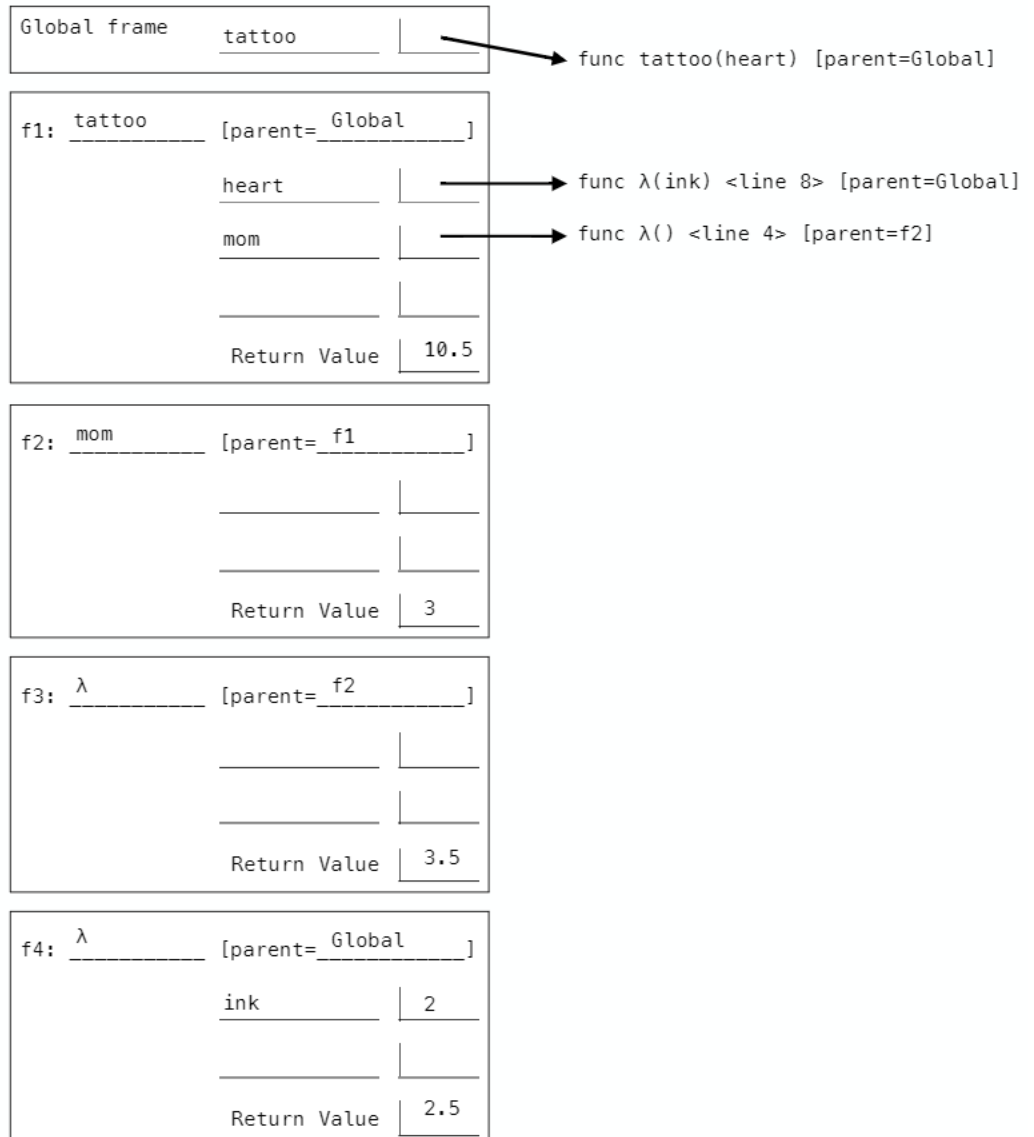 Global frame tattoo
func tattoo(heart) [parent=Global]
f1: tattoo [parent=Global]
heart
func λ(ink) <line 8> [parent=Global]
mom
func λ() <line 4> [parent=f2]
Return Value 10.5
f2: mom [parent=f1]
Return Value 3
f3: λ [parent=f2]
Return Value 3.5
f4: λ [parent=Global]
ink 2
Return Value 2.5